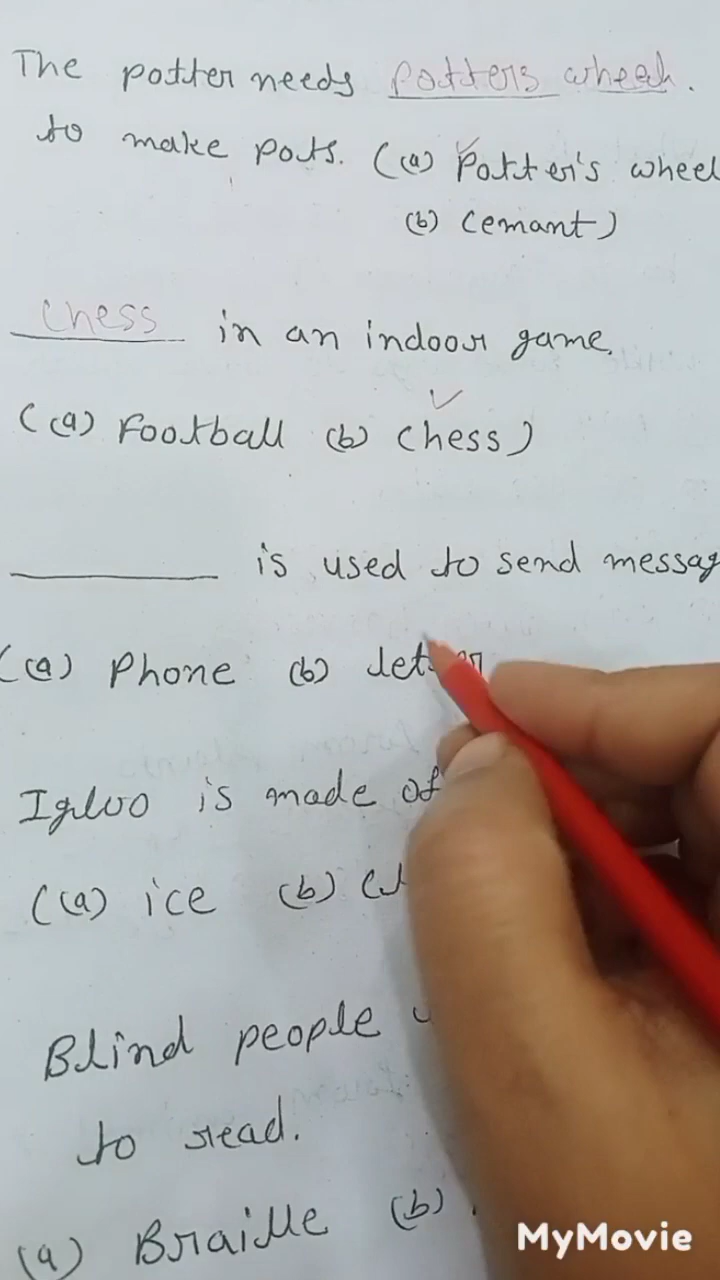 The potter needs potters wheel.
to make pots. ((a) Potter's wheel
(b) Cemant)
chess in an indoor game.
((a) Football (b) Chess)
is used to send messag
((a) Phone (b) letter
Igloo is made of
((a) ice (b)
Blind people
to read.
(a) Braille (b)
MyMovie